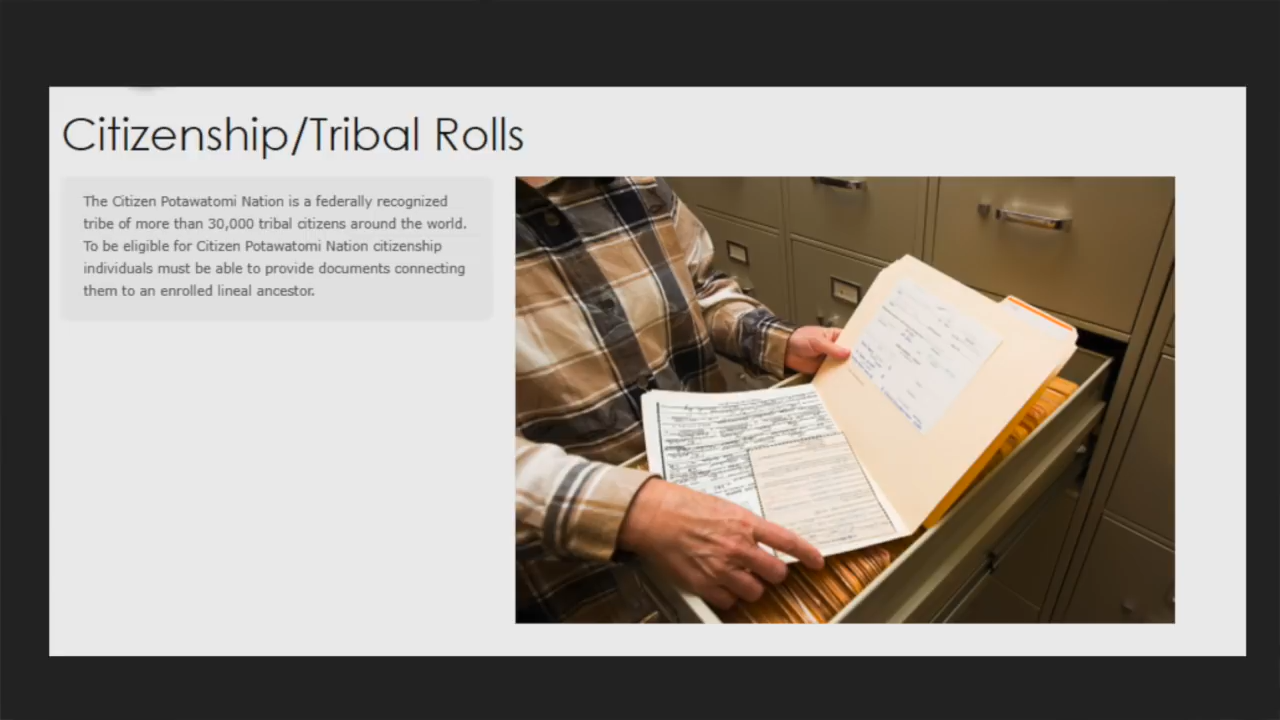 Citizenship/Tribal Rolls
The Citizen Potawatomi Nation is a federally recognized
tribe of more than 30,000 tribal citizens around the world.
To be eligible for Citizen Potawatomi Nation citizenship
individuals must be able to provide documents connecting
them to an enrolled lineal ancestor.